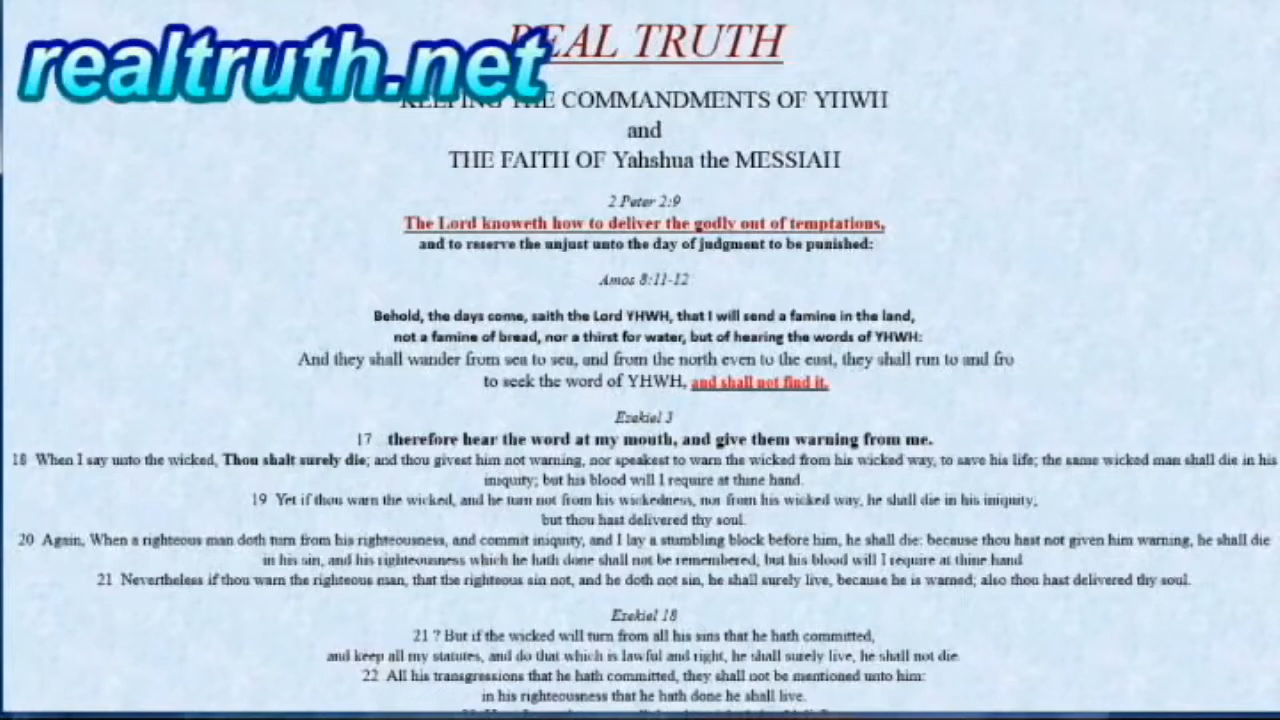 realtruth.net
REAL TRUTH
KEEPING THE COMMANDMENTS OF YHWH
and
THE FAITH OF Yahshua the MESSIAH
2 Peter 2:9
The Lord knoweth how to deliver the godly out of temptations,
and to reserve the unjust unto the day of judgment to be punished:
Amos 8:11-12
Behold, the days come, saith the Lord YHWH, that I will send a famine in the land,
not a famine of bread, nor a thirst for water, but of hearing the words of YHWH:
And they shall wander from sea to sea, and from the north even to the east, they shall run to and fro
to seek the word of YHWH, and shall not find it.
Ezekiel 3
17 therefore hear the word at my mouth, and give them warning from me.
18 When I say unto the wicked, Thou shalt surely die; and thou givest him not warning, nor speakest to warn the wicked from his wicked way, to save his life; the same wicked man shall die in his
iniquity; but his blood will I require at thine hand.
19 Yet if thou warn the wicked, and he turn not from his wickedness, nor from his wicked way, he shall die in his iniquity;
but thou hast delivered thy soul.
20 Again, When a righteous man doth turn from his righteousness, and commit iniquity, and I lay a stumbling block before him, he shall die: because thou hast not given him warning, he shall die
in his sin, and his righteousness which he hath done shall not be remembered; but his blood will I require at thine hand
21 Nevertheless if thou warn the righteous man, that the righteous sin not, and he doth not sin, he shall surely live, because he is warned; also thou hast delivered thy soul.
Ezekiel 18
21 ? But if the wicked will turn from all his sins that he hath committed,
and keep all my statutes, and do that which is lawful and right, he shall surely live, he shall not die
22 All his transgressions that he hath committed, they shall not be mentioned unto him:
in his righteousness that he hath done he shall live.